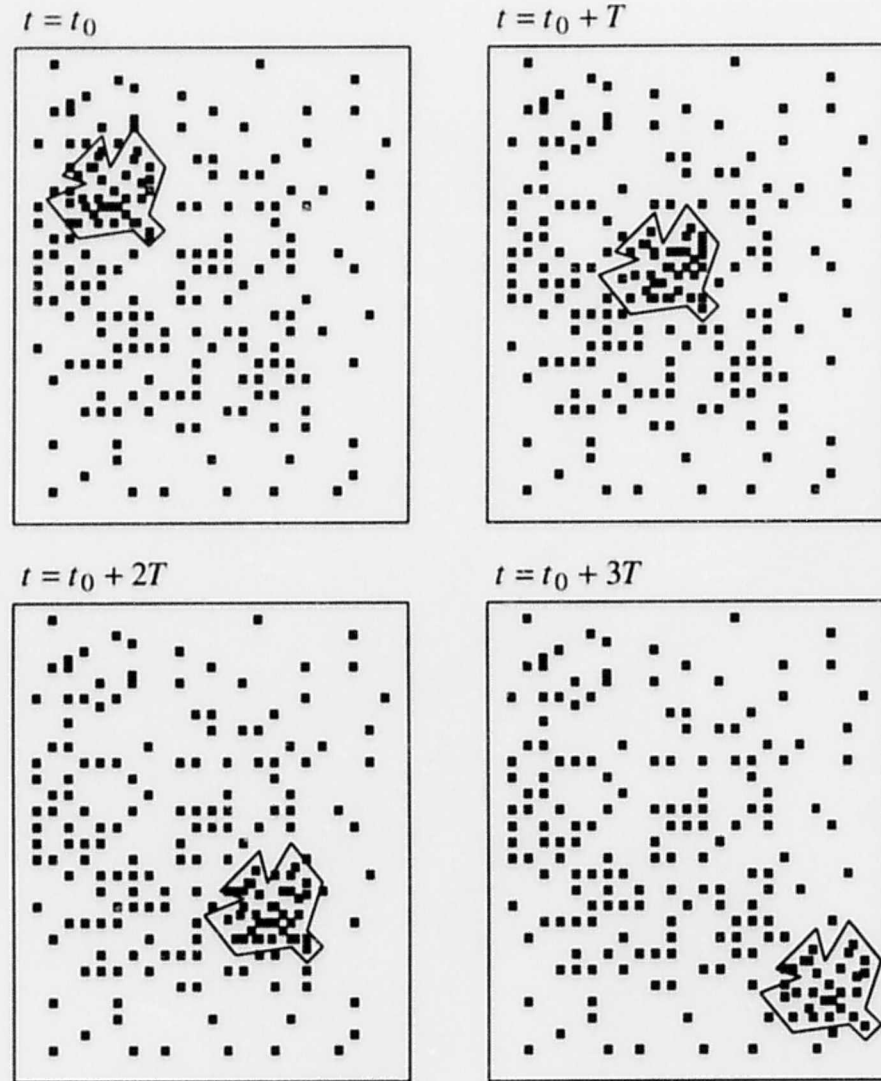 t = t₀
t = t₀ + T
t = t₀ + 2T
t = t₀ + 3T